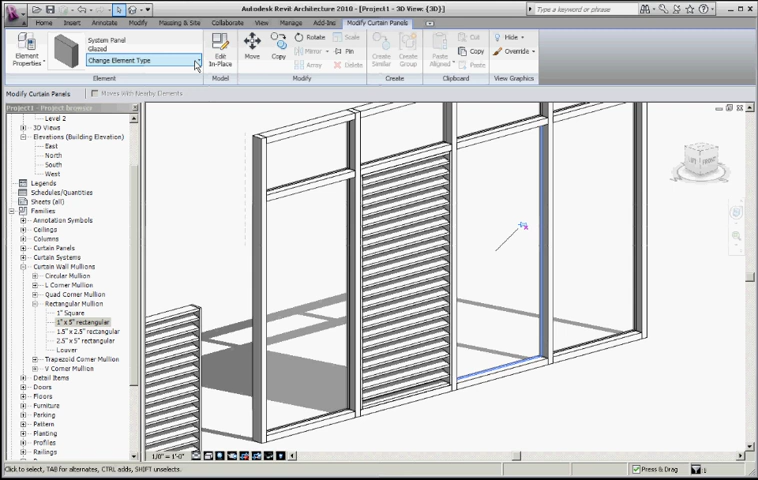 Autodesk Revit Architecture 2010 - [Project1 - 3D View: {3D}]
Type a keyword or phrase
Home Insert Annotate Modify Massing & Site Collaborate View Manage Add-Ins Modify Curtain Panels
Element Properties
System Panel
Glazed
Change Element Type
Element
Edit In-Place
Model
Move
Copy
Rotate
Mirror
Array
Trim
Offset
Align
Split
Pin
Scale
Delete
Modify
Create Similar
Create Group
Create
Paste Aligned
Cut
Copy
Clipboard
Hide
Override
View Graphics
Modify Curtain Panels
Moves With Nearby Elements
Project1 - Project browser
Level 2
3D Views
Elevations (Building Elevation)
East
North
South
West
Legends
Schedules/Quantities
Sheets (all)
Families
Annotation Symbols
Ceilings
Columns
Curtain Panels
Curtain Systems
Curtain Wall Mullions
Circular Mullion
L Corner Mullion
Quad Corner Mullion
Rectangular Mullion
1" Square
1" x 5" rectangular
1.5" x 2.5" rectangular
2.5" x 5" rectangular
Louver
Trapezoid Corner Mullion
V Corner Mullion
Detail Items
Doors
Floors
Furniture
Parking
Pattern
Planting
Profiles
Railings
LEFT
FRONT
1/8" = 1'-0"
Click to select, TAB for alternates, CTRL adds, SHIFT unselects.
Press & Drag
:1